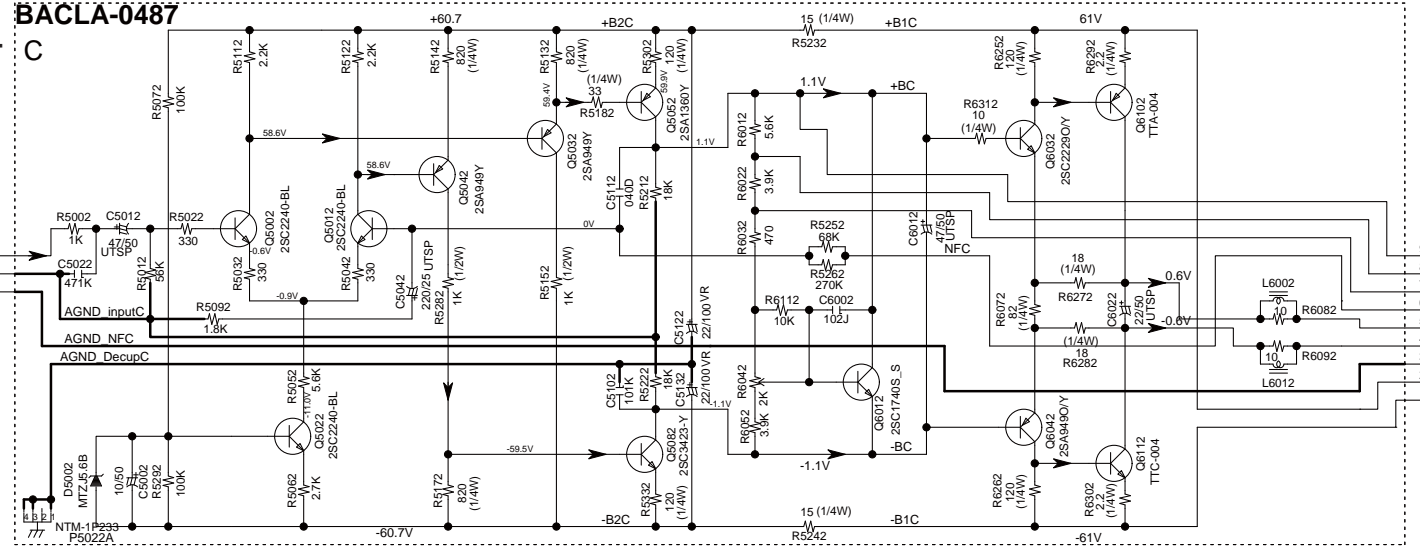 BACLA-0487
C
+60.7
+B2C
15 (1/4W)
R5232
+B1C
61V
R5112
2.2K
R5122
2.2K
R5142
820
(1/4W)
R5132
820
(1/4W)
R5302
120
(1/4W)
R6252
120
(1/4W)
R6292
2.2
(1/4W)
R5072
100K
59.4V
(1/4W)
33
R5182
59.9V
Q5052
2SA1360Y
1.1V
+BC
R6312
10
(1/4W)
Q6102
TTA-004
58.6V
58.6V
Q5032
2SA949Y
Q5042
2SA949Y
1.1V
R6012
5.6K
Q6032
2SC2229O/Y
R6022
3.9K
C5112
040D
R5212
18K
R5002
1K
C5012
47/50
UTSP
R5022
330
Q5002
2SC2240-BL
Q5012
2SC2240-BL
0V
R6032
470
R5252
68K
R5262
270K
C6012
47/50
UTSP
NFC
C5022
471K
R5012
56K
-0.6V
R5032
330
R5042
330
C5042
220/25 UTSP
R5282
1K
(1/2W)
R5152
1K
(1/2W)
18
(1/4W)
R6272
0.6V
L6002
-0.9V
R5092
1.8K
AGND_inputC
C5122
22/100 VR
R6112
10K
C6002
102J
R6072
82
(1/4W)
C6022
22/50
UTSP
10
R6082
-0.6V
AGND_NFC
(1/4W)
18
R6282
10
R6092
L6012
AGND_DecupC
R5052
5.6K
C5102
101K
R5222
18K
C5132
22/100 VR
R6042
2K
Q6012
2SC1740S_S
-11.0V
-1.1V
R6052
3.9K
Q5022
2SC2240-BL
-59.5V
Q5082
2SC3423-Y
-BC
-1.1V
Q6042
2SA949O/Y
Q6112
TTC-004
D5002
MTZJ5.6B
10/50
C5002
R5292
100K
R5062
2.7K
R5172
820
(1/4W)
R5332
120
(1/4W)
R6262
120
(1/4W)
R6302
2.2
(1/4W)
4 3 2 1
NTM-1P233
P5022A
-60.7V
-B2C
15 (1/4W)
R5242
-B1C
-61V